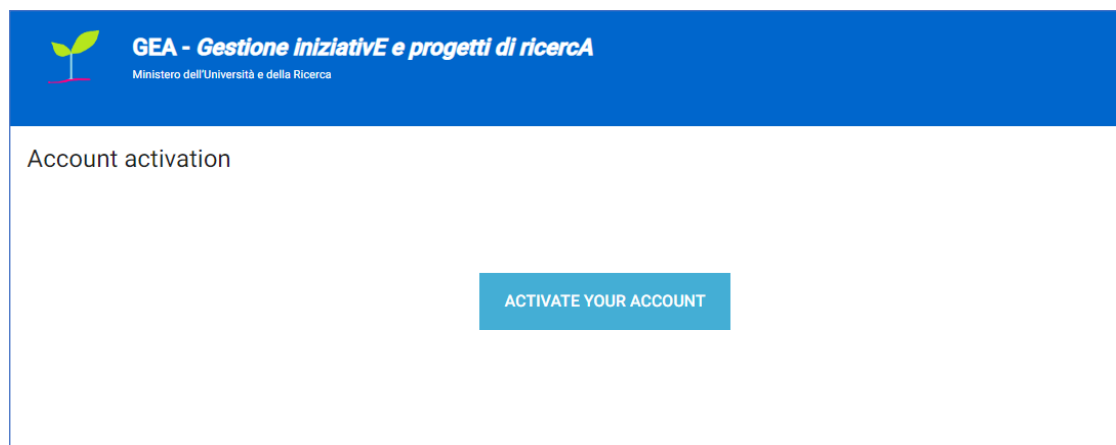 GEA - Gestione iniziativE e progetti di ricercA
Ministero dell'Università e della Ricerca
Account activation
ACTIVATE YOUR ACCOUNT